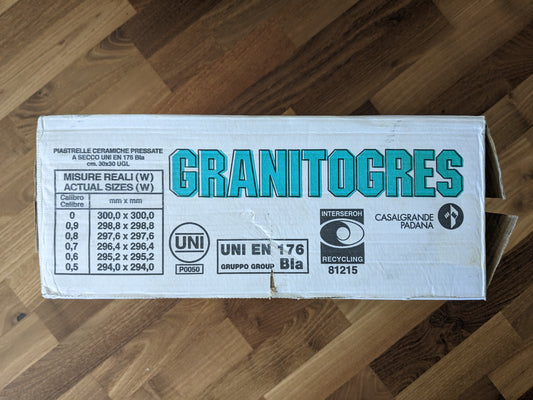 PIASTRELLE CERAMICHE PRESSATE
A SECCO UNI EN 176 BIa
cm. 30x30 UGL
MISURE REALI (W)
ACTUAL SIZES (W)
Calibro
Calibre
mm x mm
0 300,0 x 300,0
0,9 298,8 x 298,8
0,8 297,6 x 297,6
0,7 296,4 x 296,4
0,6 295,2 x 295,2
0,5 294,0 x 294,0
GRANITOGRES
UNI
P0050
UNI EN 176
GRUPPO GROUP BIa
INTERSEROH
RECYCLING
81215
CASALGRANDE
PADANA